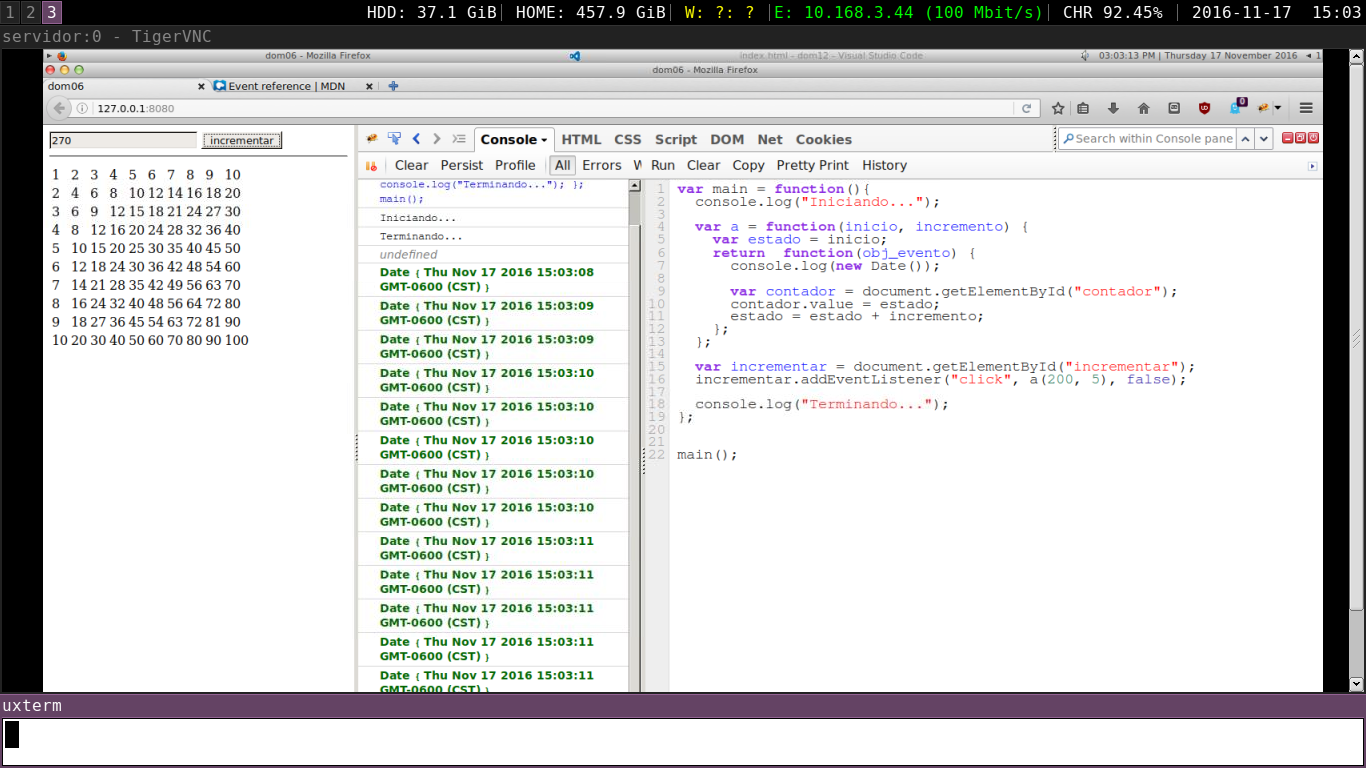 1 2 3 HDD: 37.1 GiB| HOME: 457.9 GiB| W: ?: ? |E: 10.168.3.44 (100 Mbit/s)| CHR 92.45% | 2016-11-17 15:03
servidor:0 - TigerVNC
dom06 - Mozilla Firefox index.html - dom12 - Visual Studio Code 03:03:13 PM | Thursday 17 November 2016 1
dom06 - Mozilla Firefox
dom06 Event reference | MDN
127.0.0.1:8080 0
270 incrementar
1 2 3 4 5 6 7 8 9 10
2 4 6 8 10 12 14 16 18 20
3 6 9 12 15 18 21 24 27 30
4 8 12 16 20 24 28 32 36 40
5 10 15 20 25 30 35 40 45 50
6 12 18 24 30 36 42 48 54 60
7 14 21 28 35 42 49 56 63 70
8 16 24 32 40 48 56 64 72 80
9 18 27 36 45 54 63 72 81 90
10 20 30 40 50 60 70 80 90 100
Console HTML CSS Script DOM Net Cookies Search within Console pane
Clear Persist Profile All Errors W Run Clear Copy Pretty Print History
console.log("Terminando..."); };
main();
Iniciando...
Terminando...
undefined
Date { Thu Nov 17 2016 15:03:08
GMT-0600 (CST) }
Date { Thu Nov 17 2016 15:03:09
GMT-0600 (CST) }
Date { Thu Nov 17 2016 15:03:09
GMT-0600 (CST) }
Date { Thu Nov 17 2016 15:03:10
GMT-0600 (CST) }
Date { Thu Nov 17 2016 15:03:10
GMT-0600 (CST) }
Date { Thu Nov 17 2016 15:03:10
GMT-0600 (CST) }
Date { Thu Nov 17 2016 15:03:10
GMT-0600 (CST) }
Date { Thu Nov 17 2016 15:03:10
GMT-0600 (CST) }
Date { Thu Nov 17 2016 15:03:11
GMT-0600 (CST) }
Date { Thu Nov 17 2016 15:03:11
GMT-0600 (CST) }
Date { Thu Nov 17 2016 15:03:11
GMT-0600 (CST) }
Date { Thu Nov 17 2016 15:03:11
GMT-0600 (CST) }
Date { Thu Nov 17 2016 15:03:11
GMT-0600 (CST) }
1 var main = function(){
2 console.log("Iniciando...");
3
4 var a = function(inicio, incremento) {
5 var estado = inicio;
6 return function(obj_evento) {
7 console.log(new Date());
8
9 var contador = document.getElementById("contador");
10 contador.value = estado;
11 estado = estado + incremento;
12 };
13 };
14
15 var incrementar = document.getElementById("incrementar");
16 incrementar.addEventListener("click", a(200, 5), false);
17
18 console.log("Terminando...");
19 };
20
21
22 main();
uxterm